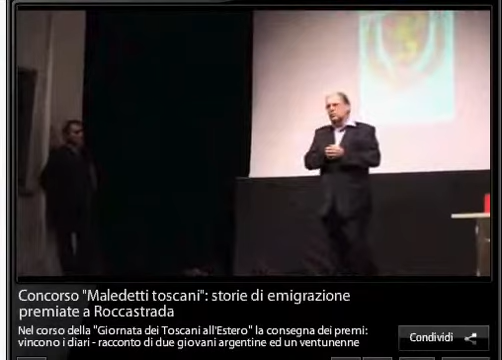 Concorso "Maledetti toscani": storie di emigrazione
premiate a Roccastrada
Nel corso della "Giornata dei Toscani all'Estero" la consegna dei premi:
vincono i diari - racconto di due giovani argentine ed un ventunenne
Condividi